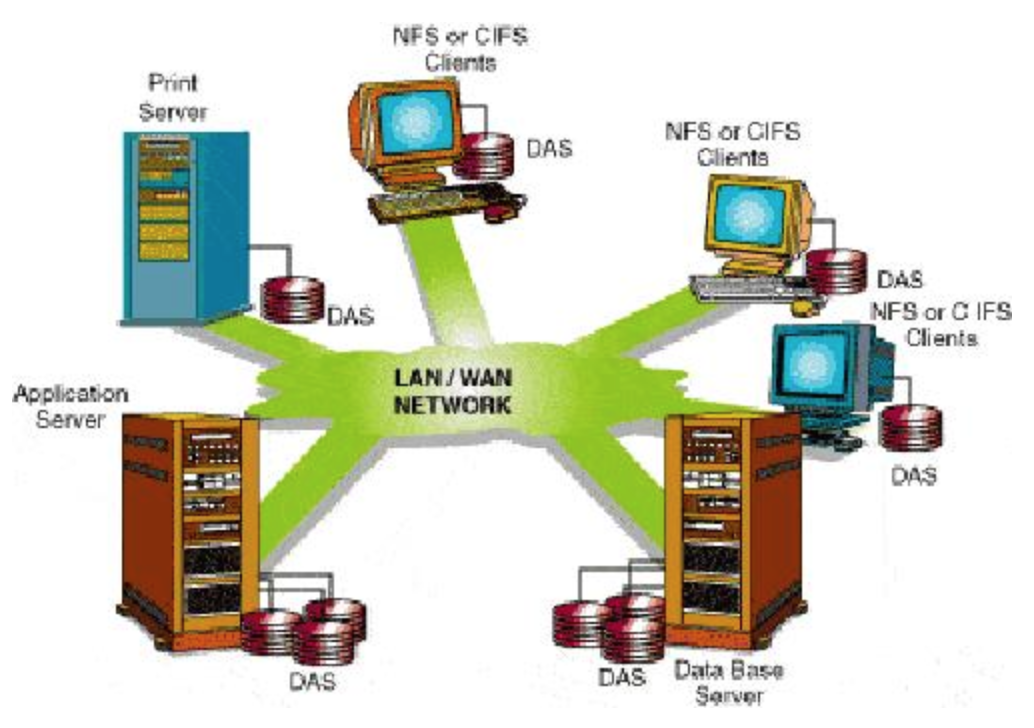 NFS or CIFS
Clients
Print
Server
DAS
NFS or CIFS
Clients
DAS
DAS
NFS or C IFS
Clients
LAN / WAN
NETWORK
Application
Server
DAS
DAS
DAS
Data Base
Server